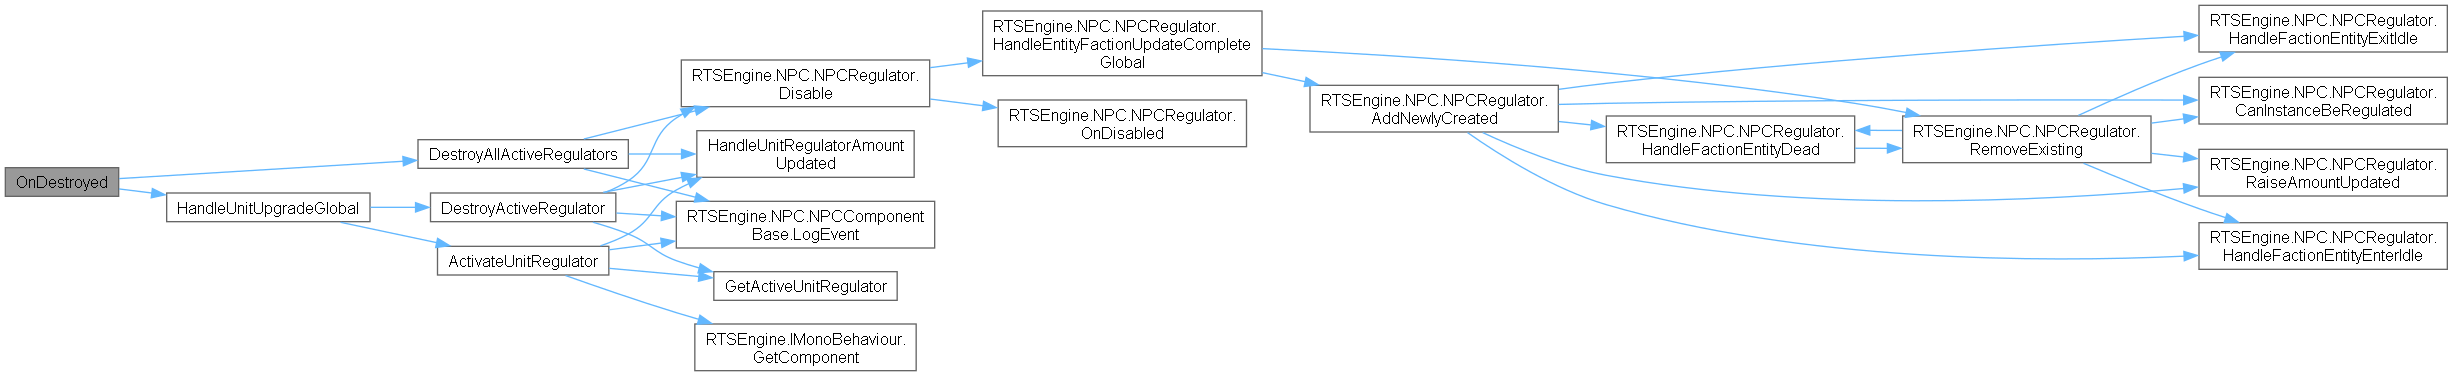 OnDestroyed
HandleUnitUpgradeGlobal
DestroyAllActiveRegulators
DestroyActiveRegulator
ActivateUnitRegulator
RTSEngine.NPC.NPCRegulator.
Disable
HandleUnitRegulatorAmount
Updated
RTSEngine.NPC.NPCComponent
Base.LogEvent
GetActiveUnitRegulator
RTSEngine.IMonoBehaviour.
GetComponent
RTSEngine.NPC.NPCRegulator.
HandleEntityFactionUpdateComplete
Global
RTSEngine.NPC.NPCRegulator.
OnDisabled
RTSEngine.NPC.NPCRegulator.
AddNewlyCreated
RTSEngine.NPC.NPCRegulator.
HandleFactionEntityDead
RTSEngine.NPC.NPCRegulator.
RemoveExisting
RTSEngine.NPC.NPCRegulator.
HandleFactionEntityExitIdle
RTSEngine.NPC.NPCRegulator.
CanInstanceBeRegulated
RTSEngine.NPC.NPCRegulator.
RaiseAmountUpdated
RTSEngine.NPC.NPCRegulator.
HandleFactionEntityEnterIdle